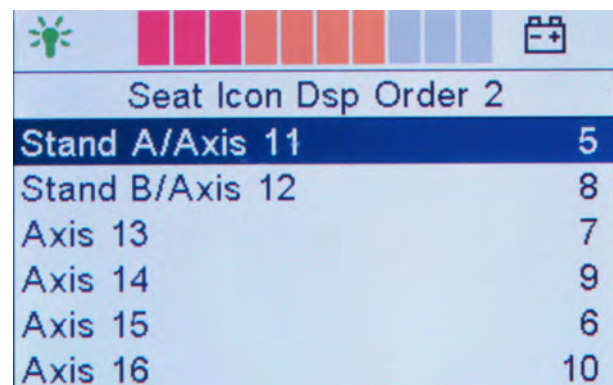 Seat Icon Dsp Order 2
Stand A/Axis 11 5
Stand B/Axis 12 8
Axis 13 7
Axis 14 9
Axis 15 6
Axis 16 10